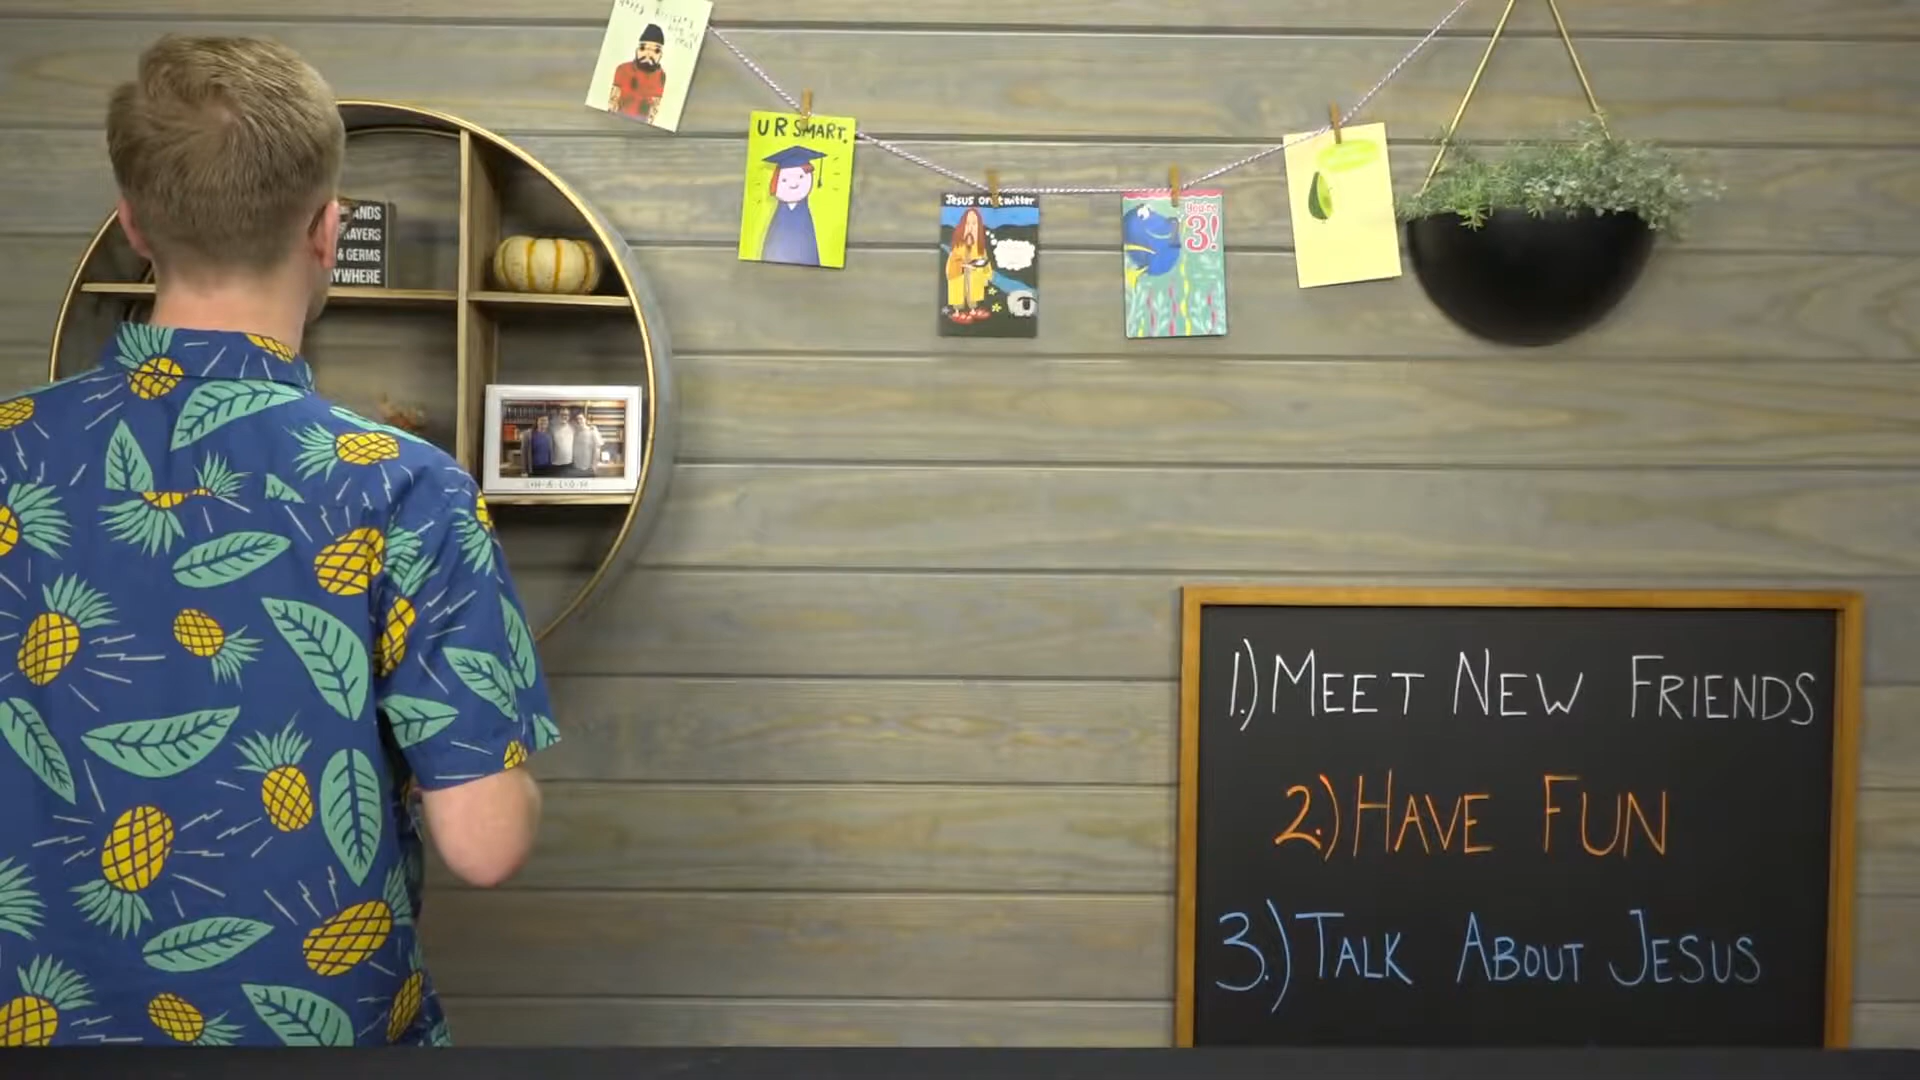 U R SMART.
Jesus on twitter
You're
3!
ANDS
AYERS
& GERMS
YWHERE
SHALOM
1.) MEET NEW FRIENDS
2.) HAVE FUN
3.) TALK ABOUT JESUS